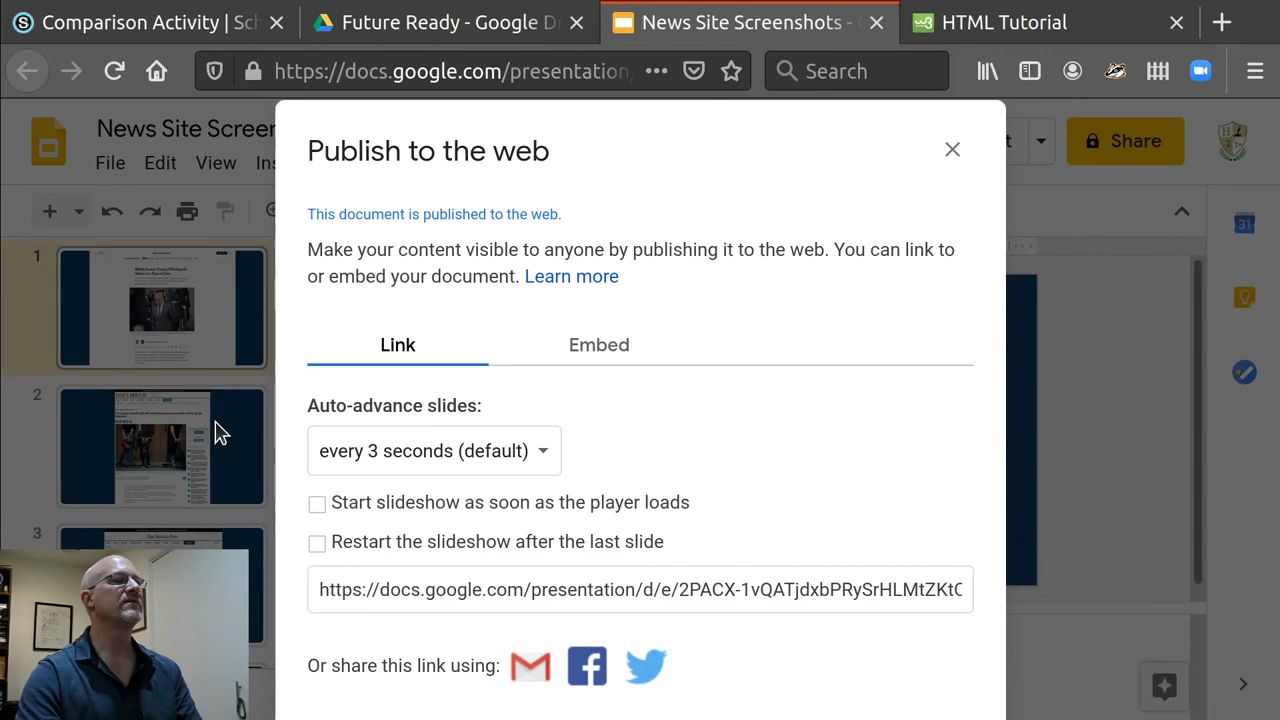 Comparison Activity | Sch
Future Ready - Google Dr
News Site Screenshots -
HTML Tutorial
https://docs.google.com/presentation/
Search
News Site Screen
File Edit View Ins
Share
Publish to the web
This document is published to the web.
Make your content visible to anyone by publishing it to the web. You can link to
or embed your document. Learn more
Link Embed
Auto-advance slides:
every 3 seconds (default)
Start slideshow as soon as the player loads
Restart the slideshow after the last slide
https://docs.google.com/presentation/d/e/2PACX-1vQATjdxbPRySrHLMtZKtC
Or share this link using:
1
2
3
31